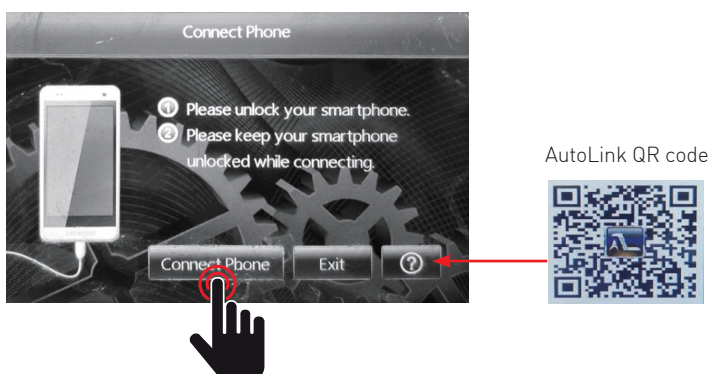 Connect Phone
1 Please unlock your smartphone.
2 Please keep your smartphone
unlocked while connecting.
AutoLink QR code
Connect Phone
Exit
?